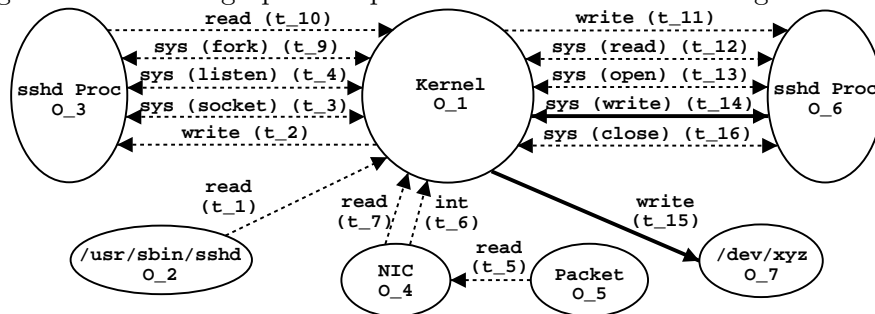 read (t_10)
write (t_11)
sys (fork) (t_9)
sys (read) (t_12)
sys (listen) (t_4)
sys (open) (t_13)
sshd Proc
O_3
Kernel
O_1
sshd Proc
O_6
sys (socket) (t_3)
sys (write) (t_14)
write (t_2)
sys (close) (t_16)
read
(t_1)
read
(t_7)
int
(t_6)
write
(t_15)
read
(t_5)
/usr/sbin/sshd
O_2
NIC
O_4
Packet
O_5
/dev/xyz
O_7